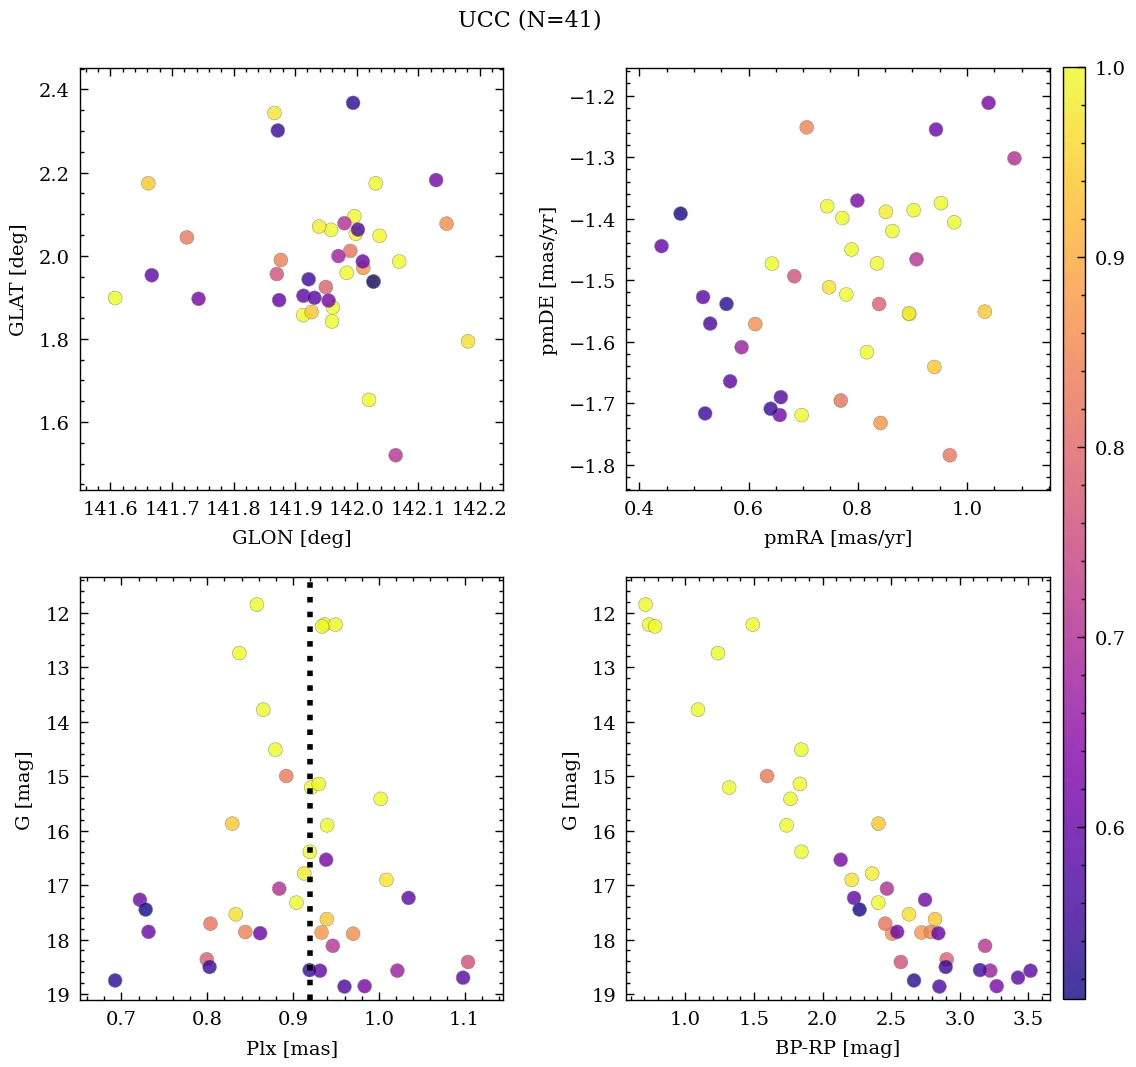 UCC (N=41)
2.4
2.2
2.0
1.8
1.6
GLAT [deg]
141.6 141.7 141.8 141.9 142.0 142.1 142.2
GLON [deg]
−1.2
−1.3
−1.4
−1.5
−1.6
−1.7
−1.8
pmDE [mas/yr]
0.4 0.6 0.8 1.0
pmRA [mas/yr]
12
13
14
15
16
17
18
19
G [mag]
0.7 0.8 0.9 1.0 1.1
Plx [mas]
12
13
14
15
16
17
18
19
G [mag]
1.0 1.5 2.0 2.5 3.0 3.5
BP-RP [mag]
1.0
0.9
0.8
0.7
0.6